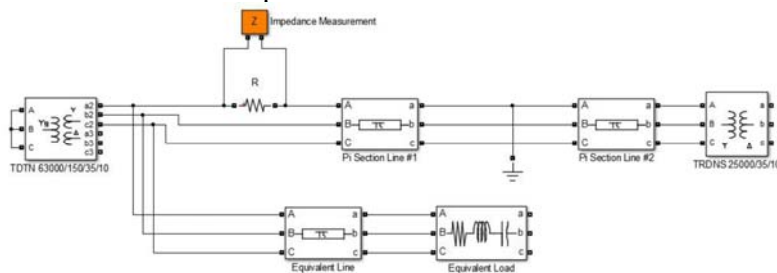 Z
Impedance Measurement
R
A a2 A a A a A a
b2
B c2 B b B b B b
a3
C b3 C c C c C c
c3
Yg Y Δ Y Δ
TDTN 63000/150/35/10
Pi Section Line #1
Pi Section Line #2
TRDNS 25000/35/10
A a A a
B b B b
C c C c
Equivalent Line
Equivalent Load